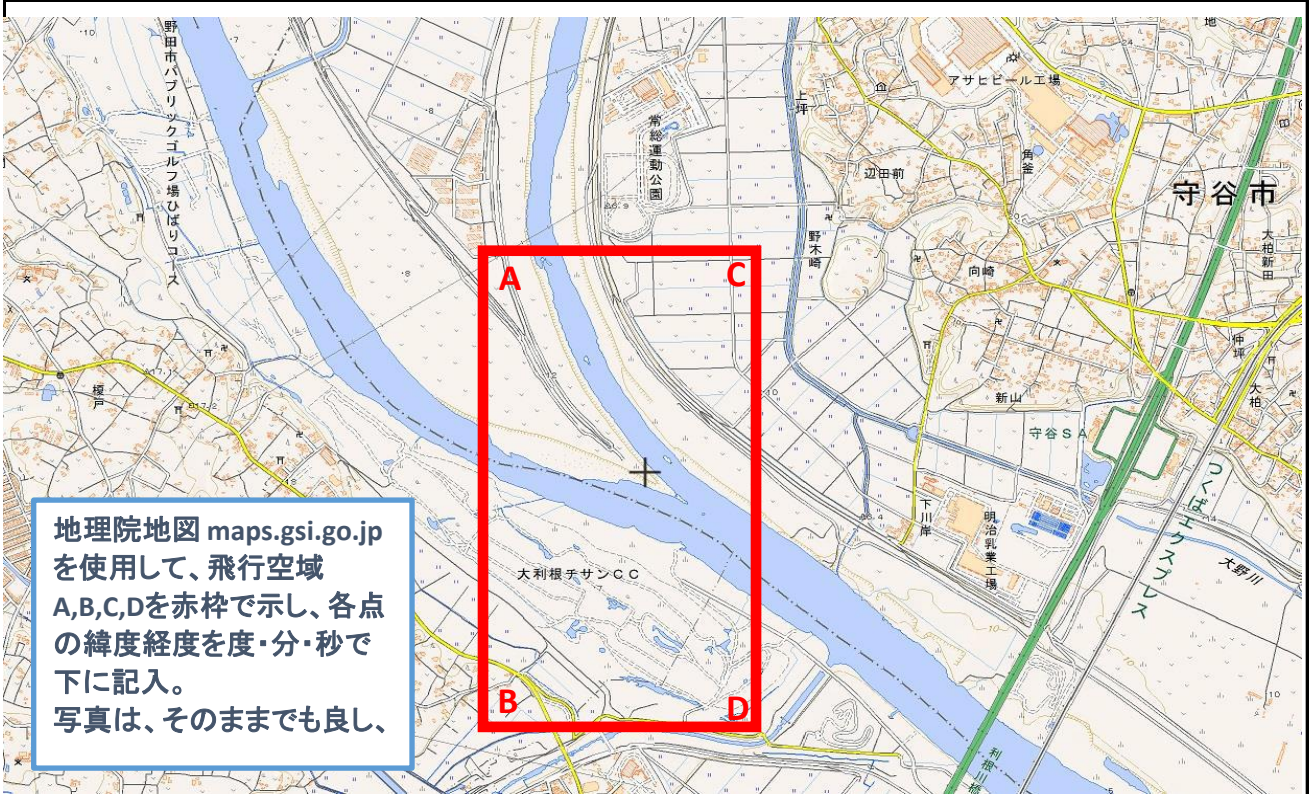 野田市パブリックゴルフ場ひばりコース
常総運動公園
上坪
アサヒビール工場
角釜
辺田前
守谷市
野木崎
向崎
大柏新田
A
C
榎戸
仲坪
大柏
新山
守谷SA
つくばエクスプレス
下川岸
明治乳業工場
大野川
大利根チサンCC
B
D
利根川橋
地理院地図 maps.gsi.go.jp
を使用して、飛行空域
A,B,C,Dを赤枠で示し、各点
の緯度経度を度・分・秒で
下に記入。
写真は、そのままでも良し、